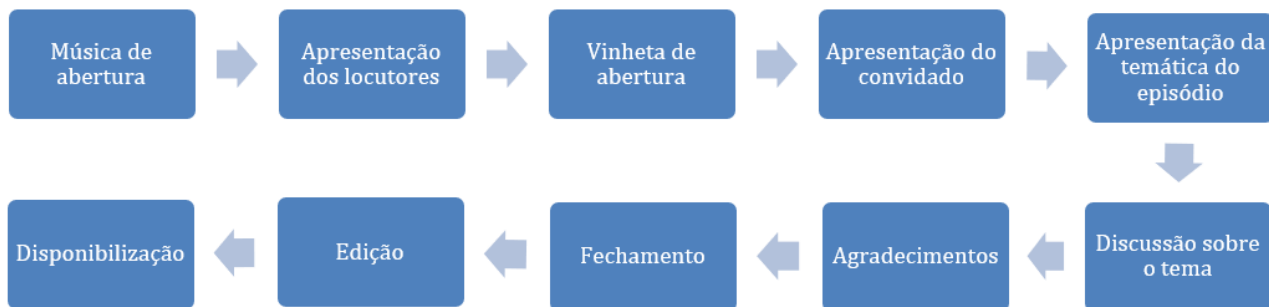 Música de
abertura
Apresentação
dos locutores
Vinheta de
abertura
Apresentação do
convidado
Apresentação da
temática do
episódio
Discussão sobre
o tema
Agradecimentos
Fechamento
Edição
Disponibilização